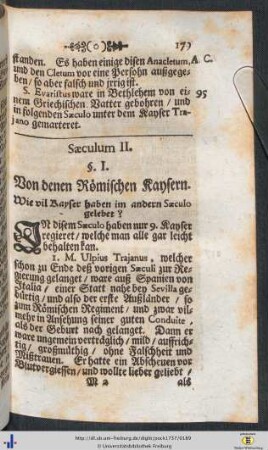 ( o ) 179
standen. Es haben einige disen Anacletum, A. C.
und den Cletum vor eine Persohn außgege-
ben / so aber falsch und irrig ist.
S. Evaristus ware in Bethlehem von ei- 95
nem Griechischen Vatter gebohren / und
in folgenden Sæculo unter dem Kayser Tra-
jano gemarteret.
Sæculum II.
§. I.
Von denen Römischen Kaysern.
Wie vil Kayser haben im andern Sæculo
gelebet?
IN disem Sæculo haben nur 9. Kayser
regieret / welche man alle gar leicht
behalten kan.
1. M. Ulpius Trajanus, welcher
schon zu Ende deß vorigen Sæculi zur Re-
gierung gelanget / ware auß Spanien von
Italia / einer Statt nahe bey Sevilla ge-
bürtig / und also der erste Außländer / so
zum Römischen Regiment / und zwar vil-
mehr in Ansehung seiner guten Conduite,
als der Geburt nach gelanget. Dann er
ware ungemein verträglich / mild / auffrich-
tig / großmüthig / ohne Falschheit und
Mißtrauen. Er hatte ein Abscheuen vor
Blutvergiessen / und wollte lieber geliebt /
M 2 als
© Universitätsbibliothek Freiburg